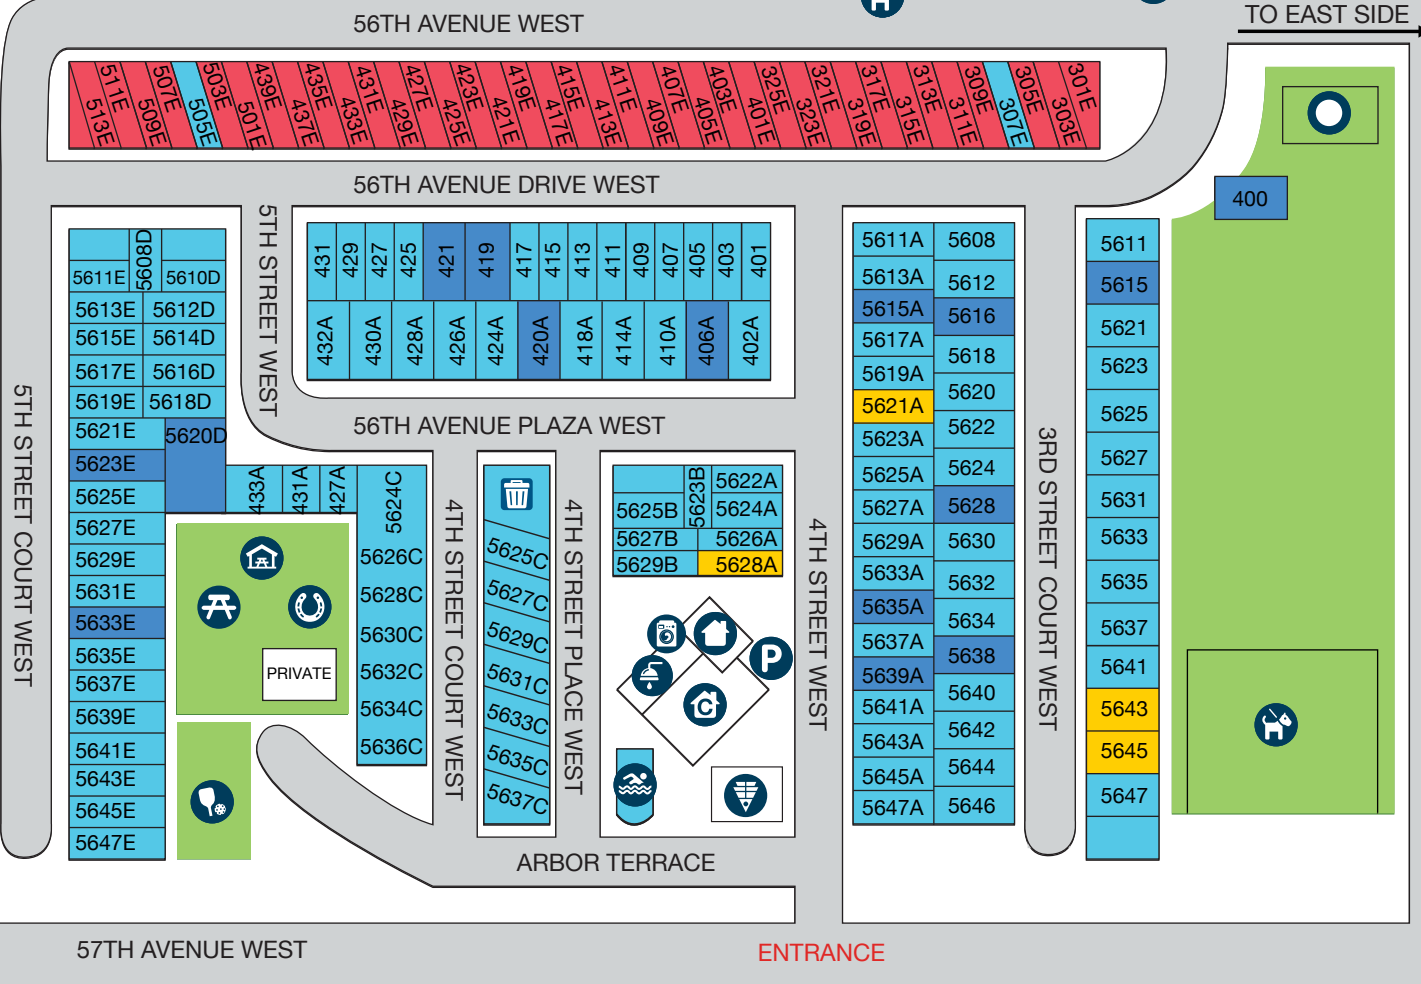 56TH AVENUE WEST
TO EAST SIDE
511E 507E 503E 439E 435E 431E 427E 423E 419E 415E 411E 407E 403E 325E 321E 317E 313E 309E 305E 301E
513E 509E 505E 501E 437E 433E 429E 425E 421E 417E 413E 409E 405E 401E 323E 319E 315E 311E 307E 303E
56TH AVENUE DRIVE WEST
400
5TH STREET COURT WEST
5608D
5611E 5610D
5613E 5612D
5615E 5614D
5617E 5616D
5619E 5618D
5621E 5620D
5623E
5625E
5627E
5629E
5631E
5633E
5635E
5637E
5639E
5641E
5643E
5645E
5647E
5TH STREET WEST
431 429 427 425 421 419 417 415 413 411 409 407 405 403 401
432A 430A 428A 426A 424A 420A 418A 414A 410A 406A 402A
56TH AVENUE PLAZA WEST
433A 431A 427A 5624C
5626C
5628C
5630C
5632C
5634C
5636C
PRIVATE
4TH STREET COURT WEST
5625C
5627C
5629C
5631C
5633C
5635C
5637C
4TH STREET PLACE WEST
5623B 5622A
5625B 5624A
5627B 5626A
5629B 5628A
P
C
4TH STREET WEST
5611A 5608
5613A 5612
5615A 5616
5617A 5618
5619A 5620
5621A 5622
5623A 5624
5625A 5628
5627A 5630
5629A 5632
5633A 5634
5635A 5638
5637A 5640
5639A 5642
5641A 5644
5643A 5646
5645A
5647A
3RD STREET COURT WEST
5611
5615
5621
5623
5625
5627
5631
5633
5635
5637
5641
5643
5645
5647
ARBOR TERRACE
57TH AVENUE WEST
ENTRANCE